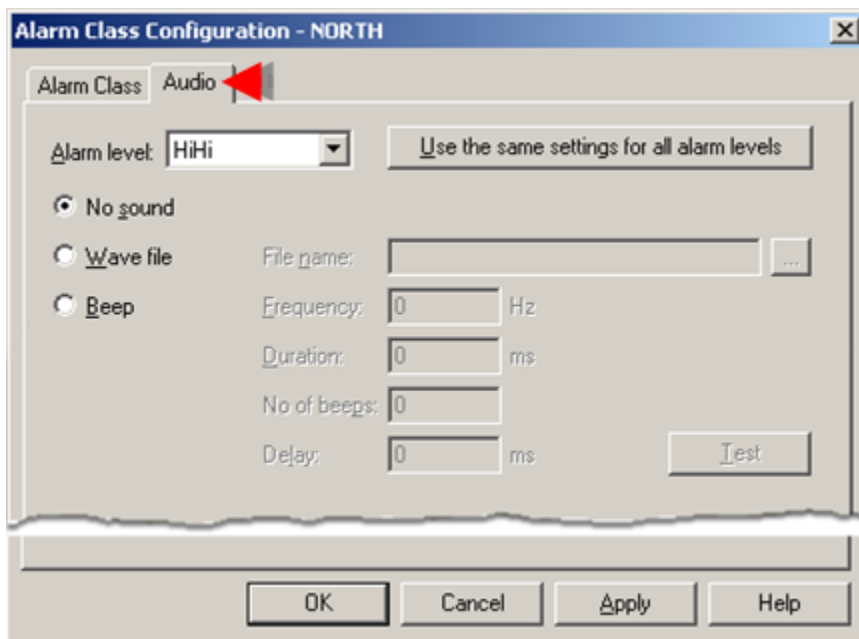 Alarm Class Configuration - NORTH
Alarm Class Audio
Alarm level: HiHi Use the same settings for all alarm levels
No sound
Wave file File name: ...
Beep Frequency: 0 Hz
Duration: 0 ms
No of beeps: 0
Delay: 0 ms Test
OK Cancel Apply Help